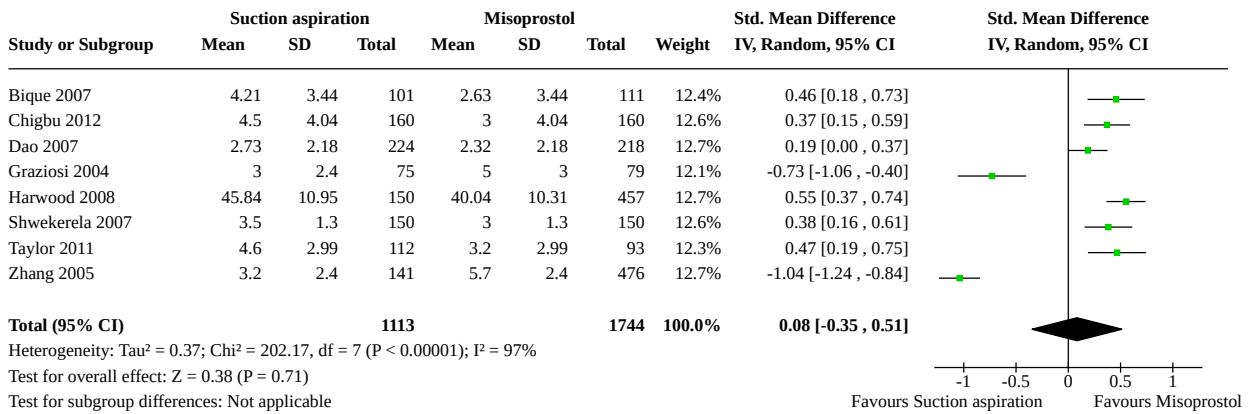 Suction aspiration Misoprostol Std. Mean Difference Std. Mean Difference
Study or Subgroup Mean SD Total Mean SD Total Weight IV, Random, 95% CI IV, Random, 95% CI
Bique 2007 4.21 3.44 101 2.63 3.44 111 12.4% 0.46 [0.18 , 0.73]
Chigbu 2012 4.5 4.04 160 3 4.04 160 12.6% 0.37 [0.15 , 0.59]
Dao 2007 2.73 2.18 224 2.32 2.18 218 12.7% 0.19 [0.00 , 0.37]
Graziosi 2004 3 2.4 75 5 3 79 12.1% -0.73 [-1.06 , -0.40]
Harwood 2008 45.84 10.95 150 40.04 10.31 457 12.7% 0.55 [0.37 , 0.74]
Shwekerela 2007 3.5 1.3 150 3 1.3 150 12.6% 0.38 [0.16 , 0.61]
Taylor 2011 4.6 2.99 112 3.2 2.99 93 12.3% 0.47 [0.19 , 0.75]
Zhang 2005 3.2 2.4 141 5.7 2.4 476 12.7% -1.04 [-1.24 , -0.84]
Total (95% CI) 1113 1744 100.0% 0.08 [-0.35 , 0.51]
Heterogeneity: Tau² = 0.37; Chi² = 202.17, df = 7 (P < 0.00001); I² = 97%
Test for overall effect: Z = 0.38 (P = 0.71)
-1 -0.5 0 0.5 1
Test for subgroup differences: Not applicable Favours Suction aspiration Favours Misoprostol